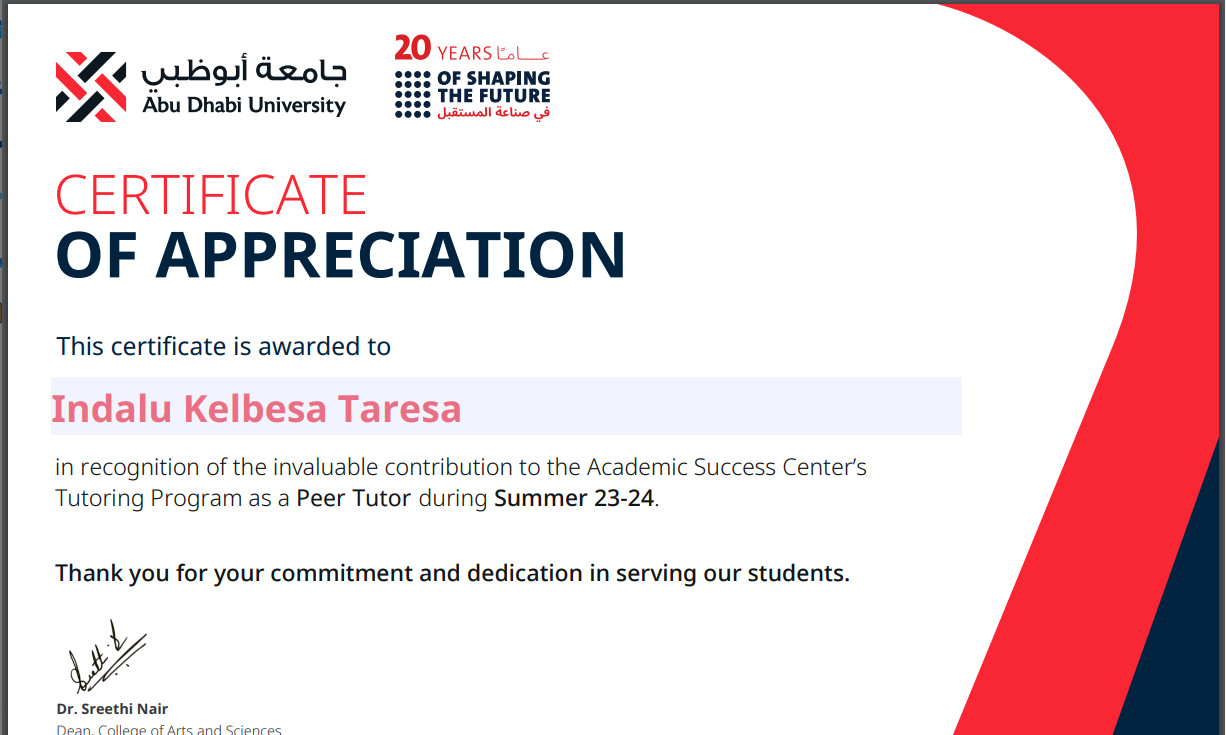 جامعة أبوظبي
Abu Dhabi University
20 YEARS عـــامـــًا
OF SHAPING
THE FUTURE
في صناعة المستقبل
CERTIFICATE
OF APPRECIATION
This certificate is awarded to
Indalu Kelbesa Taresa
in recognition of the invaluable contribution to the Academic Success Center’s
Tutoring Program as a Peer Tutor during Summer 23-24.
Thank you for your commitment and dedication in serving our students.
Dr. Sreethi Nair
Dean, College of Arts and Sciences